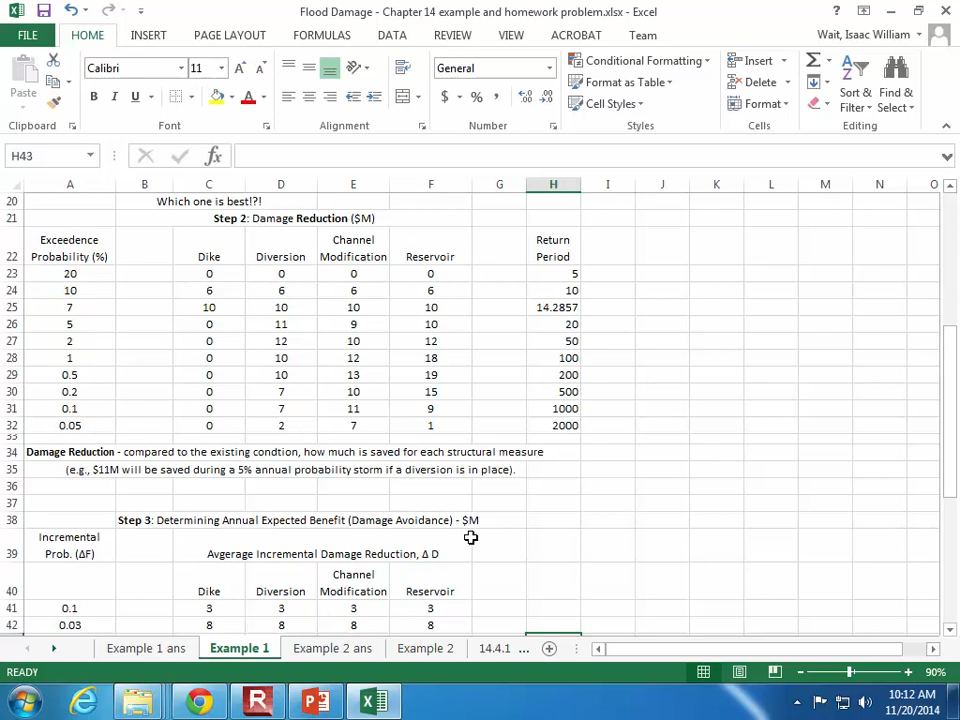 Flood Damage - Chapter 14 example and homework problem.xlsx - Excel
FILE HOME INSERT PAGE LAYOUT FORMULAS DATA REVIEW VIEW ACROBAT Team Wait, Isaac William
Paste
Calibri 11
B I U
General
$ % ,
Conditional Formatting
Format as Table
Cell Styles
Insert
Delete
Format
Sort & Filter
Find & Select
Clipboard Font Alignment Number Styles Cells Editing
H43 fx
A B C D E F G H I J K L M N O
20 Which one is best!?!
21 Step 2: Damage Reduction ($M)
Exceedence Channel Return
22 Probability (%) Dike Diversion Modification Reservoir Period
23 20 0 0 0 0 5
24 10 6 6 6 6 10
25 7 10 10 10 10 14.2857
26 5 0 11 9 10 20
27 2 0 12 10 12 50
28 1 0 10 12 18 100
29 0.5 0 10 13 19 200
30 0.2 0 7 10 15 500
31 0.1 0 7 11 9 1000
32 0.05 0 2 7 1 2000
33
34 Damage Reduction - compared to the existing condtion, how much is saved for each structural measure
35 (e.g., $11M will be saved during a 5% annual probability storm if a diversion is in place).
36
37
38 Step 3: Determining Annual Expected Benefit (Damage Avoidance) - $M
Incremental
39 Prob. (ΔF) Avgerage Incremental Damage Reduction, Δ D
Channel
40 Dike Diversion Modification Reservoir
41 0.1 3 3 3 3
42 0.03 8 8 8 8
Example 1 ans Example 1 Example 2 ans Example 2 14.4.1 ...
READY 90%
10:12 AM
11/20/2014